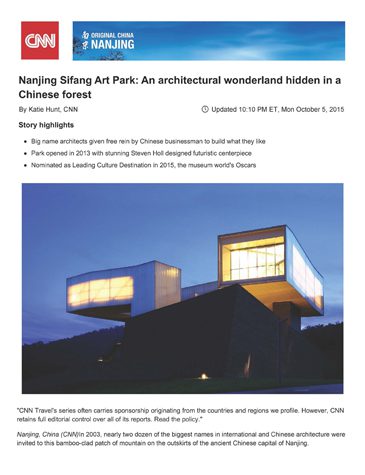 CNN
ORIGINAL CHINA
NANJING
Nanjing Sifang Art Park: An architectural wonderland hidden in a
Chinese forest
By Katie Hunt, CNN
Updated 10:10 PM ET, Mon October 5, 2015
Story highlights
• Big name architects given free rein by Chinese businessman to build what they like
• Park opened in 2013 with stunning Steven Holl designed futuristic centerpiece
• Nominated as Leading Culture Destination in 2015, the museum world's Oscars
"CNN Travel's series often carries sponsorship originating from the countries and regions we profile. However, CNN
retains full editorial control over all of its reports. Read the policy."
Nanjing, China (CNN)In 2003, nearly two dozen of the biggest names in international and Chinese architecture were
invited to this bamboo-clad patch of mountain on the outskirts of the ancient Chinese capital of Nanjing.